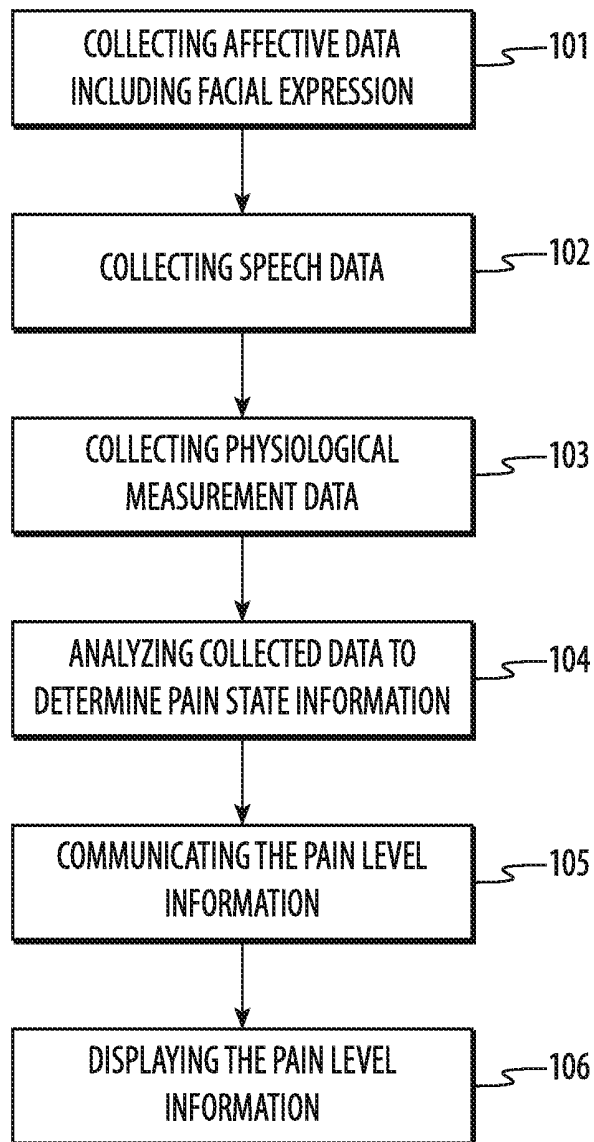 COLLECTING AFFECTIVE DATA
INCLUDING FACIAL EXPRESSION
101
COLLECTING SPEECH DATA
102
COLLECTING PHYSIOLOGICAL
MEASUREMENT DATA
103
ANALYZING COLLECTED DATA TO
DETERMINE PAIN STATE INFORMATION
104
COMMUNICATING THE PAIN LEVEL
INFORMATION
105
DISPLAYING THE PAIN LEVEL
INFORMATION
106